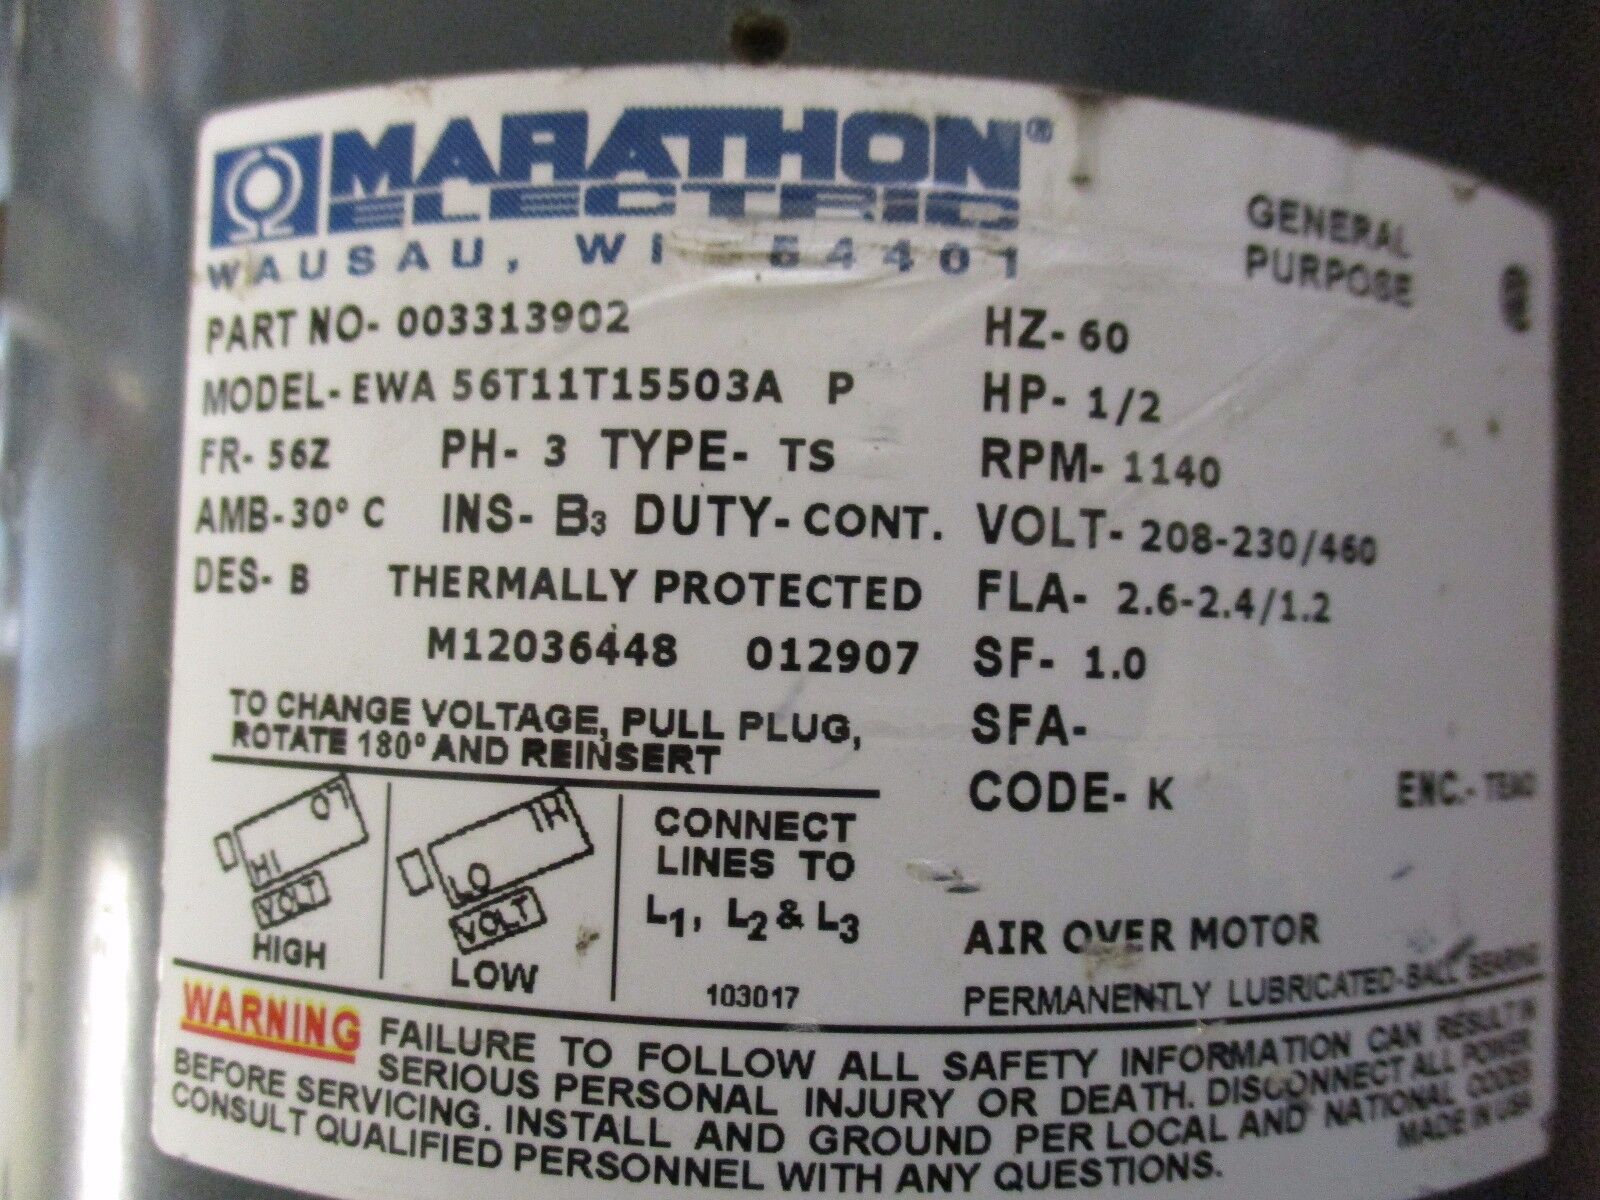 MARATHON®
ELECTRIC
WAUSAU, WI 54401
GENERAL
PURPOSE
PART NO- 003313902
HZ- 60
MODEL- EWA 56T11T15503A P
HP- 1/2
FR- 56Z PH- 3 TYPE- TS
RPM- 1140
AMB-30° C INS- B3 DUTY- CONT.
VOLT- 208-230/460
DES- B THERMALLY PROTECTED
FLA- 2.6-2.4/1.2
M12036448 012907
SF- 1.0
TO CHANGE VOLTAGE, PULL PLUG,
ROTATE 180° AND REINSERT
SFA-
CODE- K ENC.- TEAO
LO
HI
VOLT
HIGH
HI
LO
VOLT
LOW
CONNECT
LINES TO
L1, L2 & L3
103017
AIR OVER MOTOR
PERMANENTLY LUBRICATED-BALL BEARING
WARNING FAILURE TO FOLLOW ALL SAFETY INFORMATION CAN RESULT IN
SERIOUS PERSONAL INJURY OR DEATH. DISCONNECT ALL POWER
BEFORE SERVICING. INSTALL AND GROUND PER LOCAL AND NATIONAL CODES
CONSULT QUALIFIED PERSONNEL WITH ANY QUESTIONS.
MADE IN USA